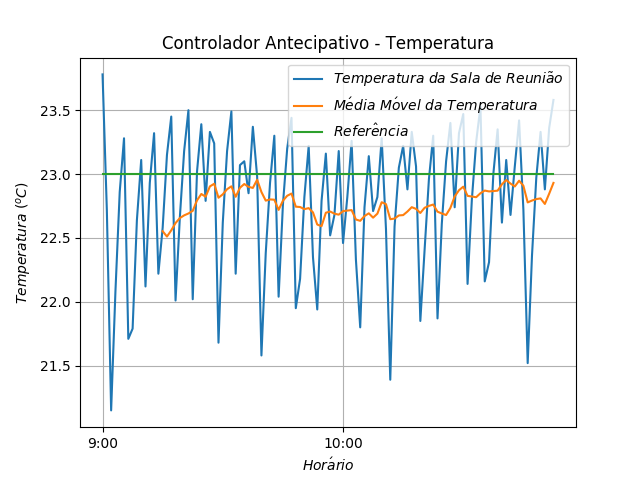 Controlador Antecipativo - Temperatura
Temperatura da Sala de Reunião
Média Móvel da Temperatura
Referência
Temperatura (ºC)
23.5
23.0
22.5
22.0
21.5
9:00
10:00
Horário